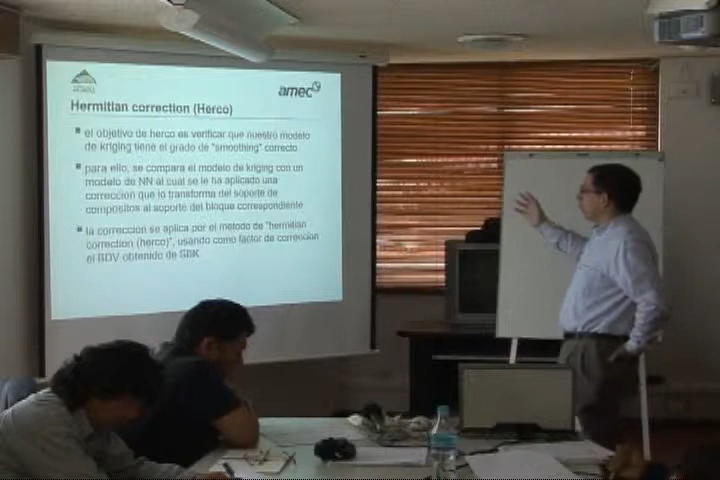 amec
Hermitian correction (Herco)
el objetivo de herco es verificar que nuestro modelo
de kriging tiene el grado de "smoothing" correcto
para ello, se compara el modelo de kriging con un
modelo de NN al cual se le ha aplicado una
corrección que lo transforma del soporte de
compositos al soporte del bloque correspondiente
la corrección se aplica por el metodo de "hermitian
correction (herco)", usando como factor de corrección
el BDV obtenido de SBK